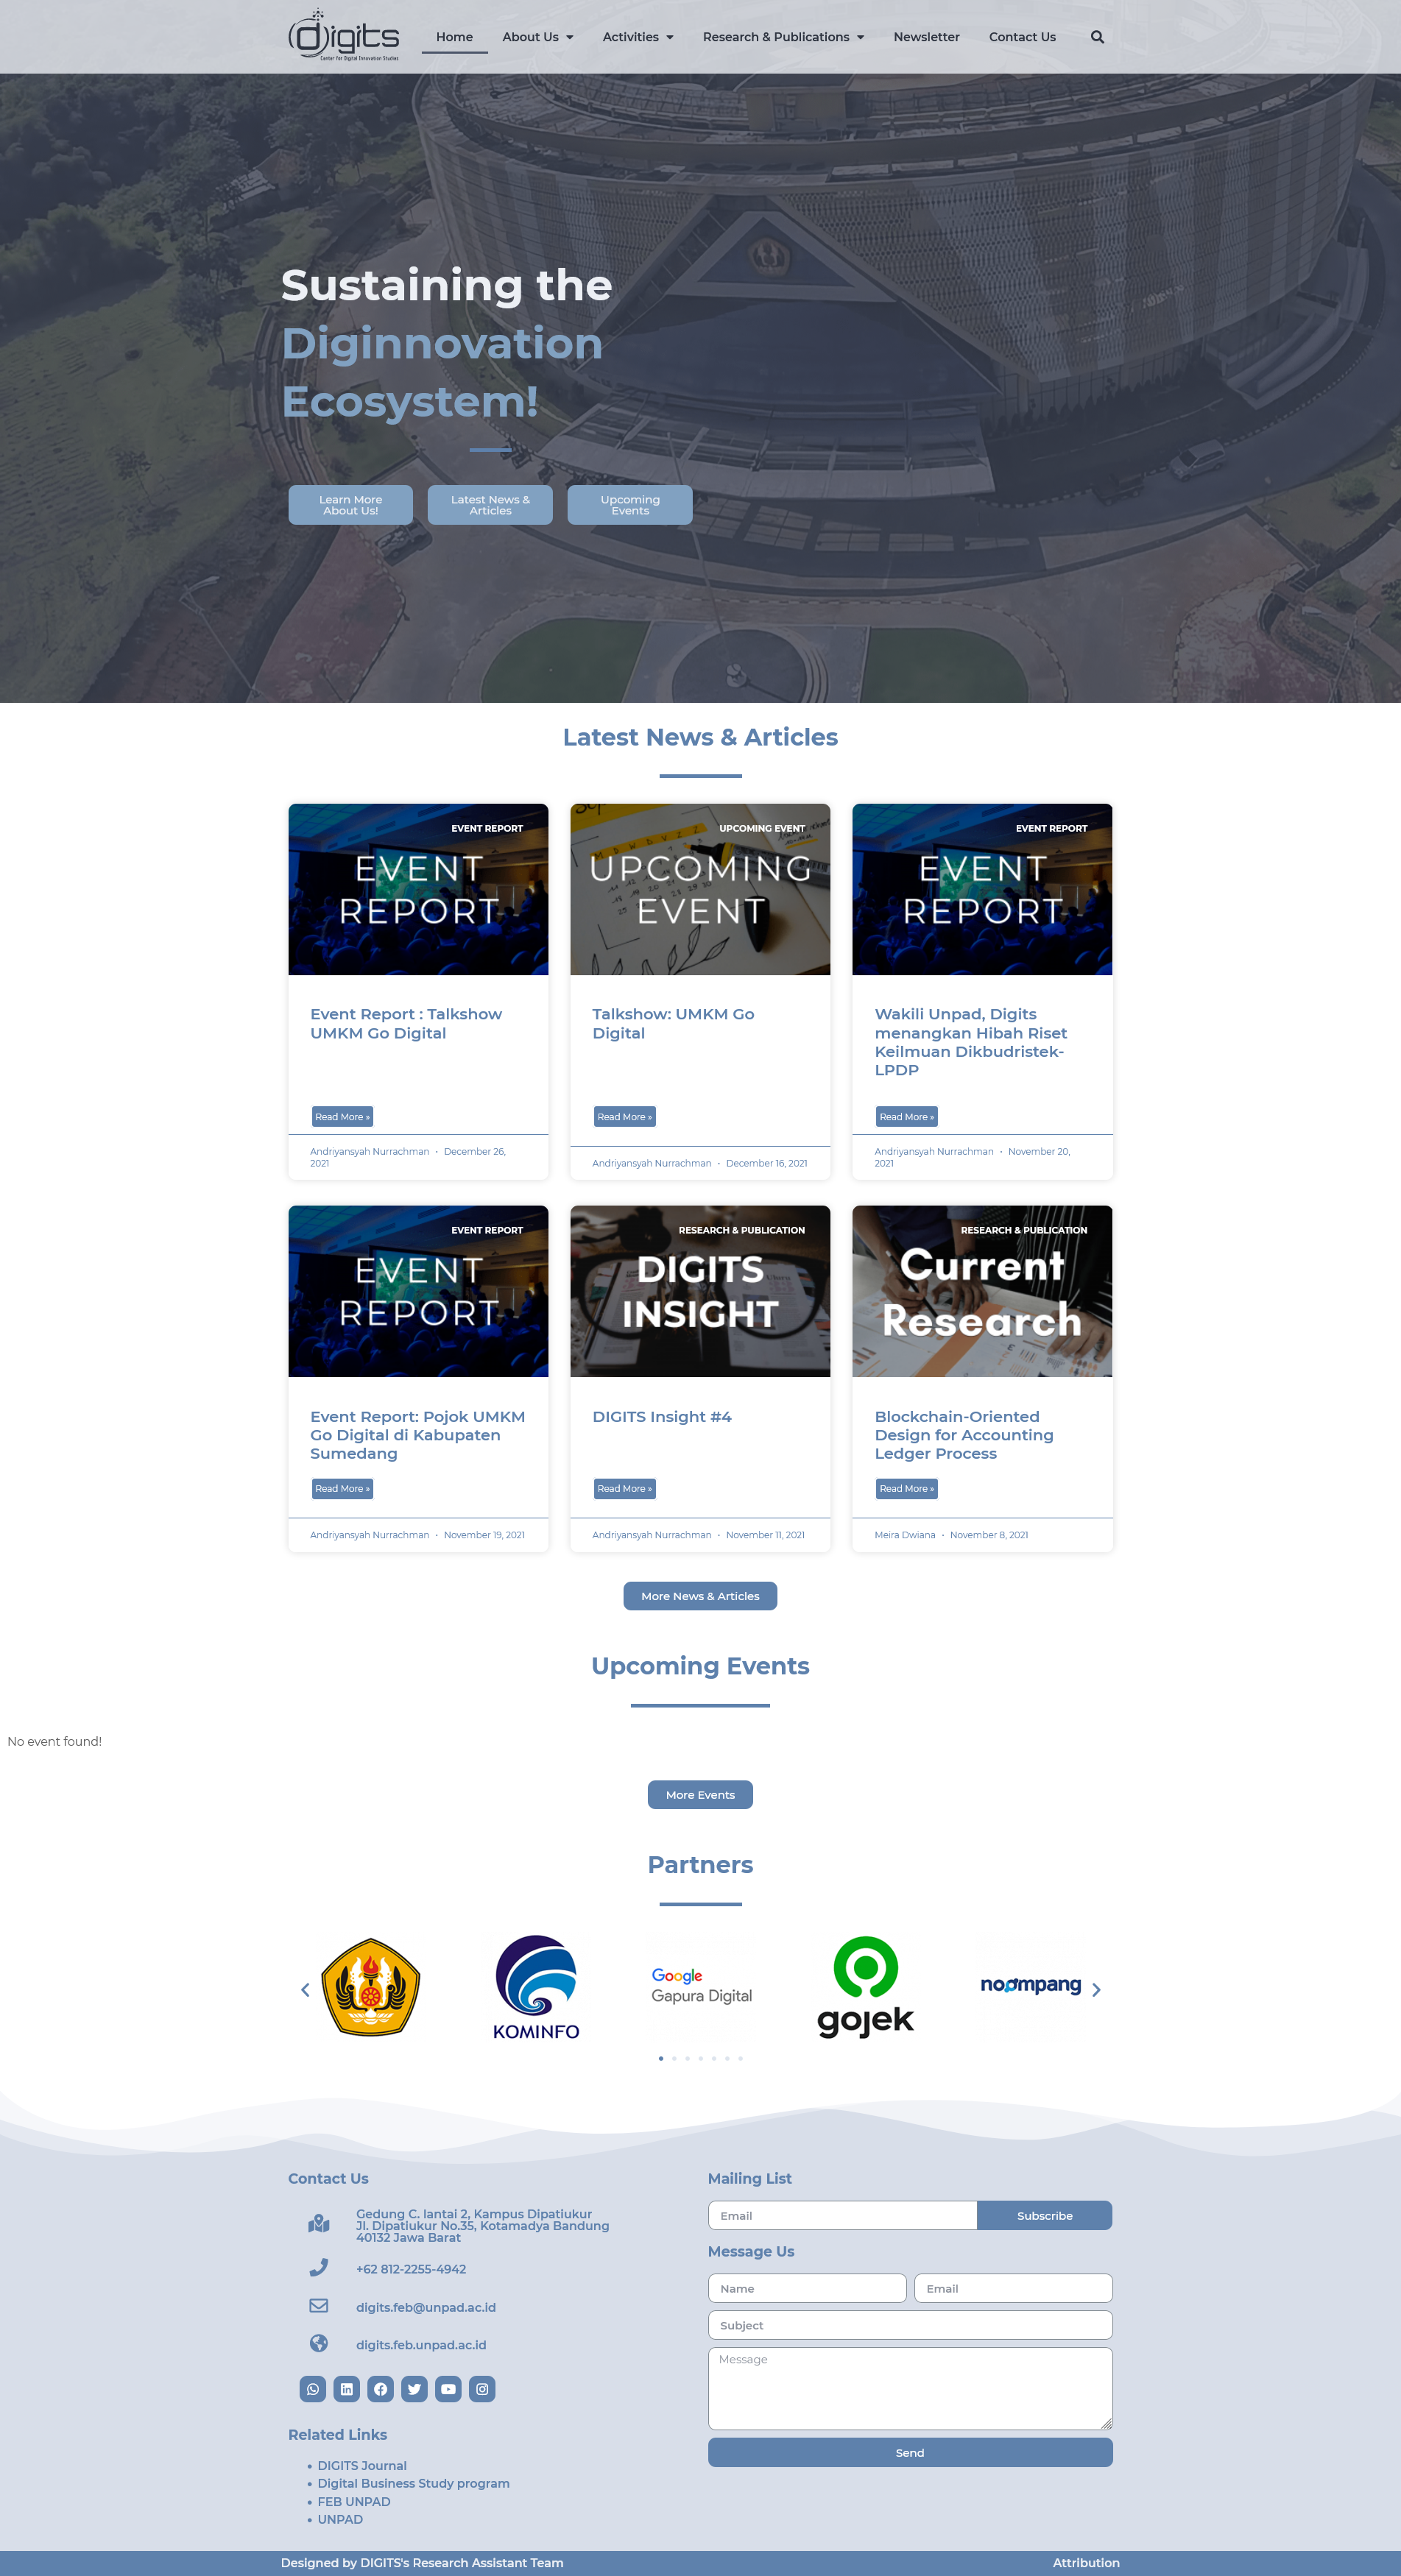 digits
Center for Digital Innovation Studies
Home
About Us
Activities
Research & Publications
Newsletter
Contact Us
Sustaining the
Diginnovation
Ecosystem!
Learn More
About Us!
Latest News &
Articles
Upcoming
Events
Latest News & Articles
EVENT REPORT
EVENT
REPORT
Event Report : Talkshow
UMKM Go Digital
Read More »
Andriyansyah Nurrachman • December 26,
2021
UPCOMING EVENT
UPCOMING
EVENT
Talkshow: UMKM Go
Digital
Read More »
Andriyansyah Nurrachman • December 16, 2021
EVENT REPORT
EVENT
REPORT
Wakili Unpad, Digits
menangkan Hibah Riset
Keilmuan Dikbudristek-
LPDP
Read More »
Andriyansyah Nurrachman • November 20,
2021
EVENT REPORT
EVENT
REPORT
Event Report: Pojok UMKM
Go Digital di Kabupaten
Sumedang
Read More »
Andriyansyah Nurrachman • November 19, 2021
RESEARCH & PUBLICATION
DIGITS
INSIGHT
DIGITS Insight #4
Read More »
Andriyansyah Nurrachman • November 11, 2021
RESEARCH & PUBLICATION
Current
Research
Blockchain-Oriented
Design for Accounting
Ledger Process
Read More »
Meira Dwiana • November 8, 2021
More News & Articles
Upcoming Events
No event found!
More Events
Partners
KOMINFO
Google
Gapura Digital
gojek
noompang
Contact Us
Gedung C. lantai 2, Kampus Dipatiukur
Jl. Dipatiukur No.35, Kotamadya Bandung
40132 Jawa Barat
+62 812-2255-4942
digits.feb@unpad.ac.id
digits.feb.unpad.ac.id
Related Links
• DIGITS Journal
• Digital Business Study program
• FEB UNPAD
• UNPAD
Mailing List
Email
Subscribe
Message Us
Name
Email
Subject
Message
Send
Designed by DIGITS's Research Assistant Team
Attribution